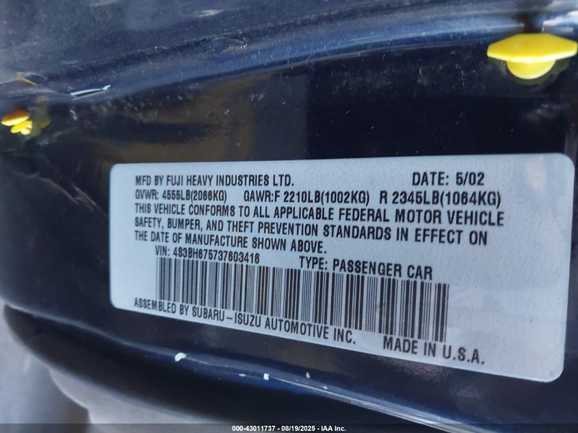 MFD BY FUJI HEAVY INDUSTRIES LTD. DATE: 5/02
GVWR: 4555LB(2066KG) GAWR:F 2210LB(1002KG) R 2345LB(1064KG)
THIS VEHICLE CONFORMS TO ALL APPLICABLE FEDERAL MOTOR VEHICLE
SAFETY, BUMPER, AND THEFT PREVENTION STANDARDS IN EFFECT ON
THE DATE OF MANUFACTURE SHOWN ABOVE.
VIN: 4S3BH675737603416 TYPE: PASSENGER CAR
ASSEMBLED BY SUBARU-ISUZU AUTOMOTIVE INC. MADE IN U.S.A.
000-43011737 - 08/19/2025 - IAA Inc.